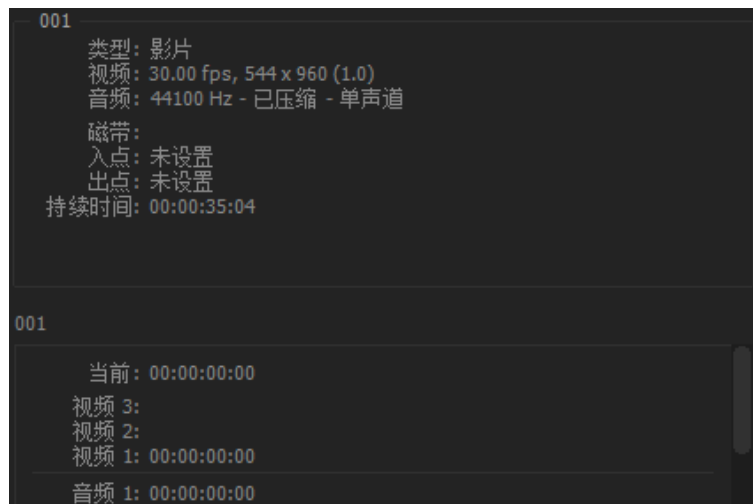 001
类型: 影片
视频: 30.00 fps, 544 x 960 (1.0)
音频: 44100 Hz - 已压缩 - 单声道
磁带:
入点: 未设置
出点: 未设置
持续时间: 00:00:35:04
001
当前: 00:00:00:00
视频 3:
视频 2:
视频 1: 00:00:00:00
音频 1: 00:00:00:00